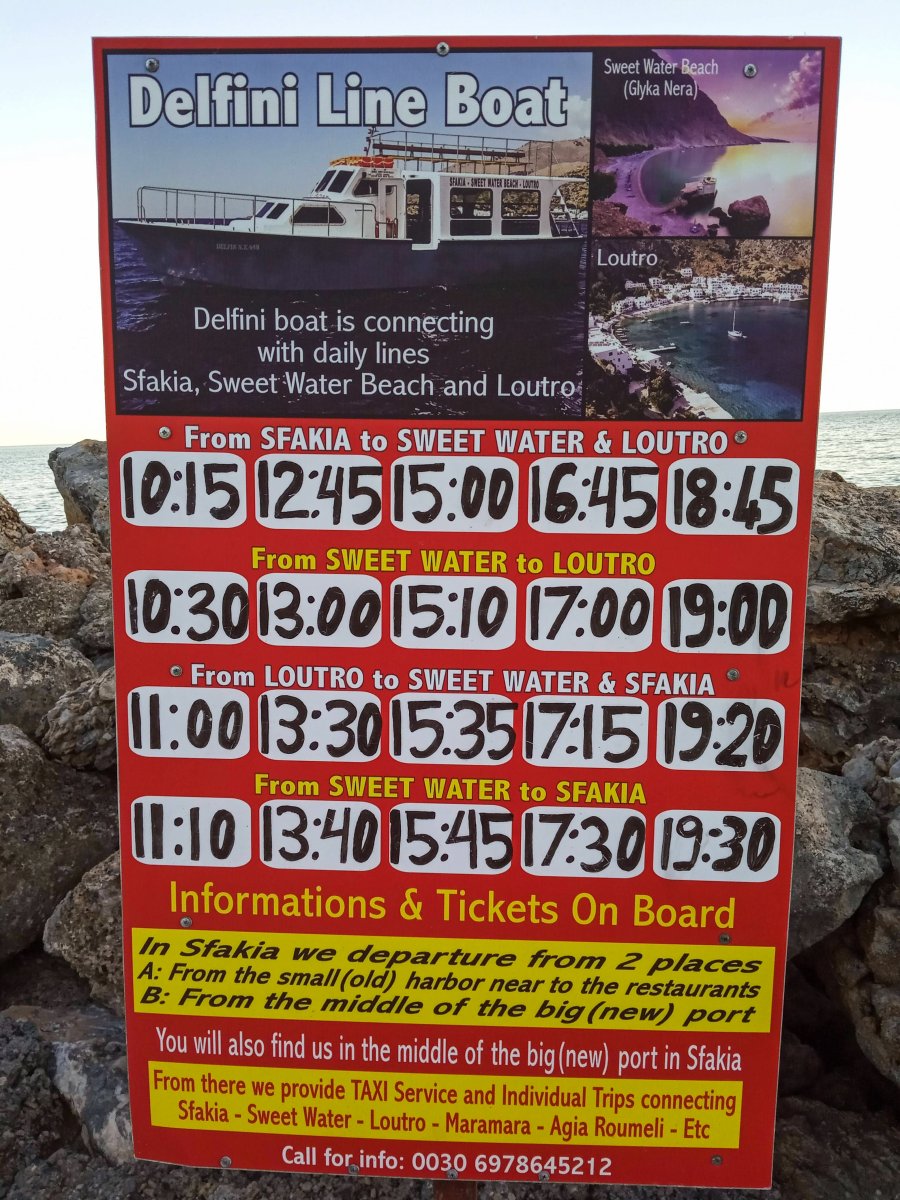 Delfini Line Boat
Sweet Water Beach
(Glyka Nera)
SFAKIA - SWEET WATER BEACH - LOUTRO
Loutro
Delfini boat is connecting
with daily lines
Sfakia, Sweet Water Beach and Loutro
From SFAKIA to SWEET WATER & LOUTRO
10:15 12:45 15:00 16:45 18:45
From SWEET WATER to LOUTRO
10:30 13:00 15:10 17:00 19:00
From LOUTRO to SWEET WATER & SFAKIA
11:00 13:30 15:35 17:15 19:20
From SWEET WATER to SFAKIA
11:10 13:40 15:45 17:30 19:30
Informations & Tickets On Board
In Sfakia we departure from 2 places
A: From the small(old) harbor near to the restaurants
B: From the middle of the big(new) port
You will also find us in the middle of the big(new) port in Sfakia
From there we provide TAXI Service and Individual Trips connecting
Sfakia - Sweet Water - Loutro - Maramara - Agia Roumeli - Etc
Call for info: 0030 6978645212